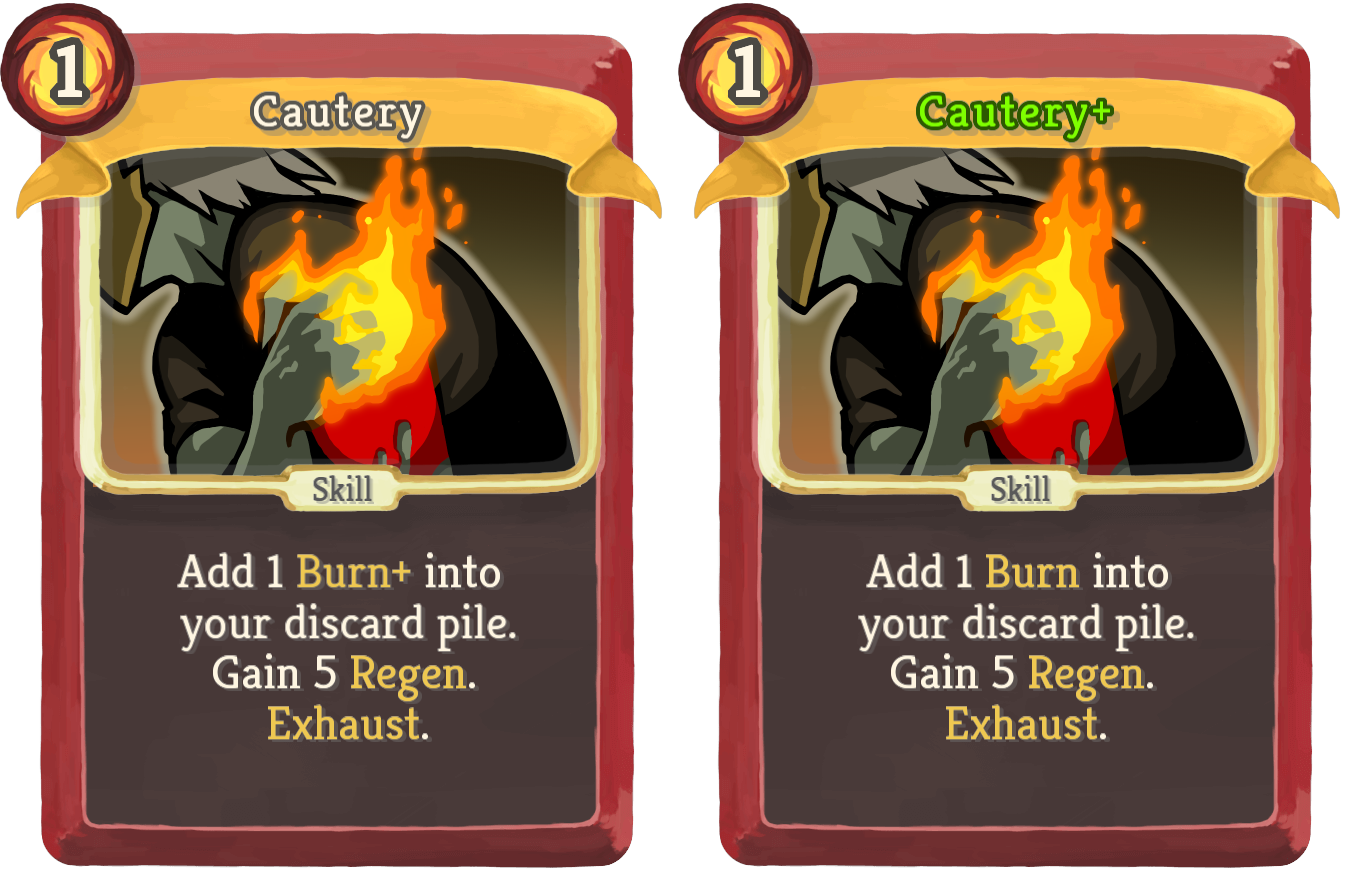 1
Cautery
Skill
Add 1 Burn+ into
your discard pile.
Gain 5 Regen.
Exhaust.
1
Cautery+
Skill
Add 1 Burn into
your discard pile.
Gain 5 Regen.
Exhaust.